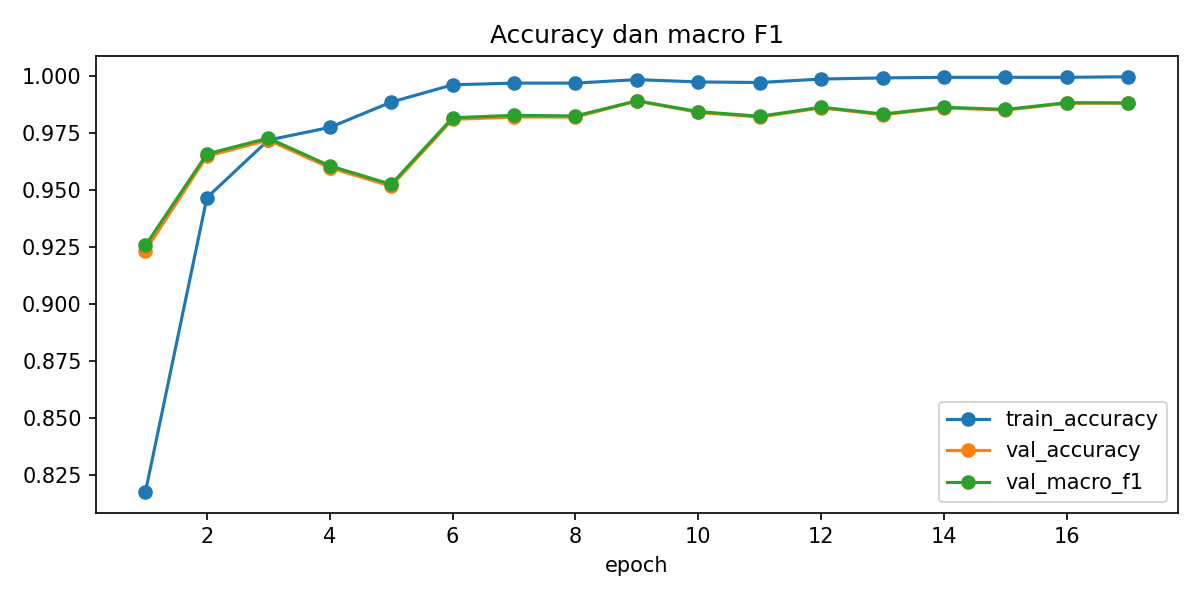 Accuracy dan macro F1
1.000
0.975
0.950
0.925
0.900
0.875
0.850
0.825
train_accuracy
val_accuracy
val_macro_f1
2 4 6 8 10 12 14 16
epoch